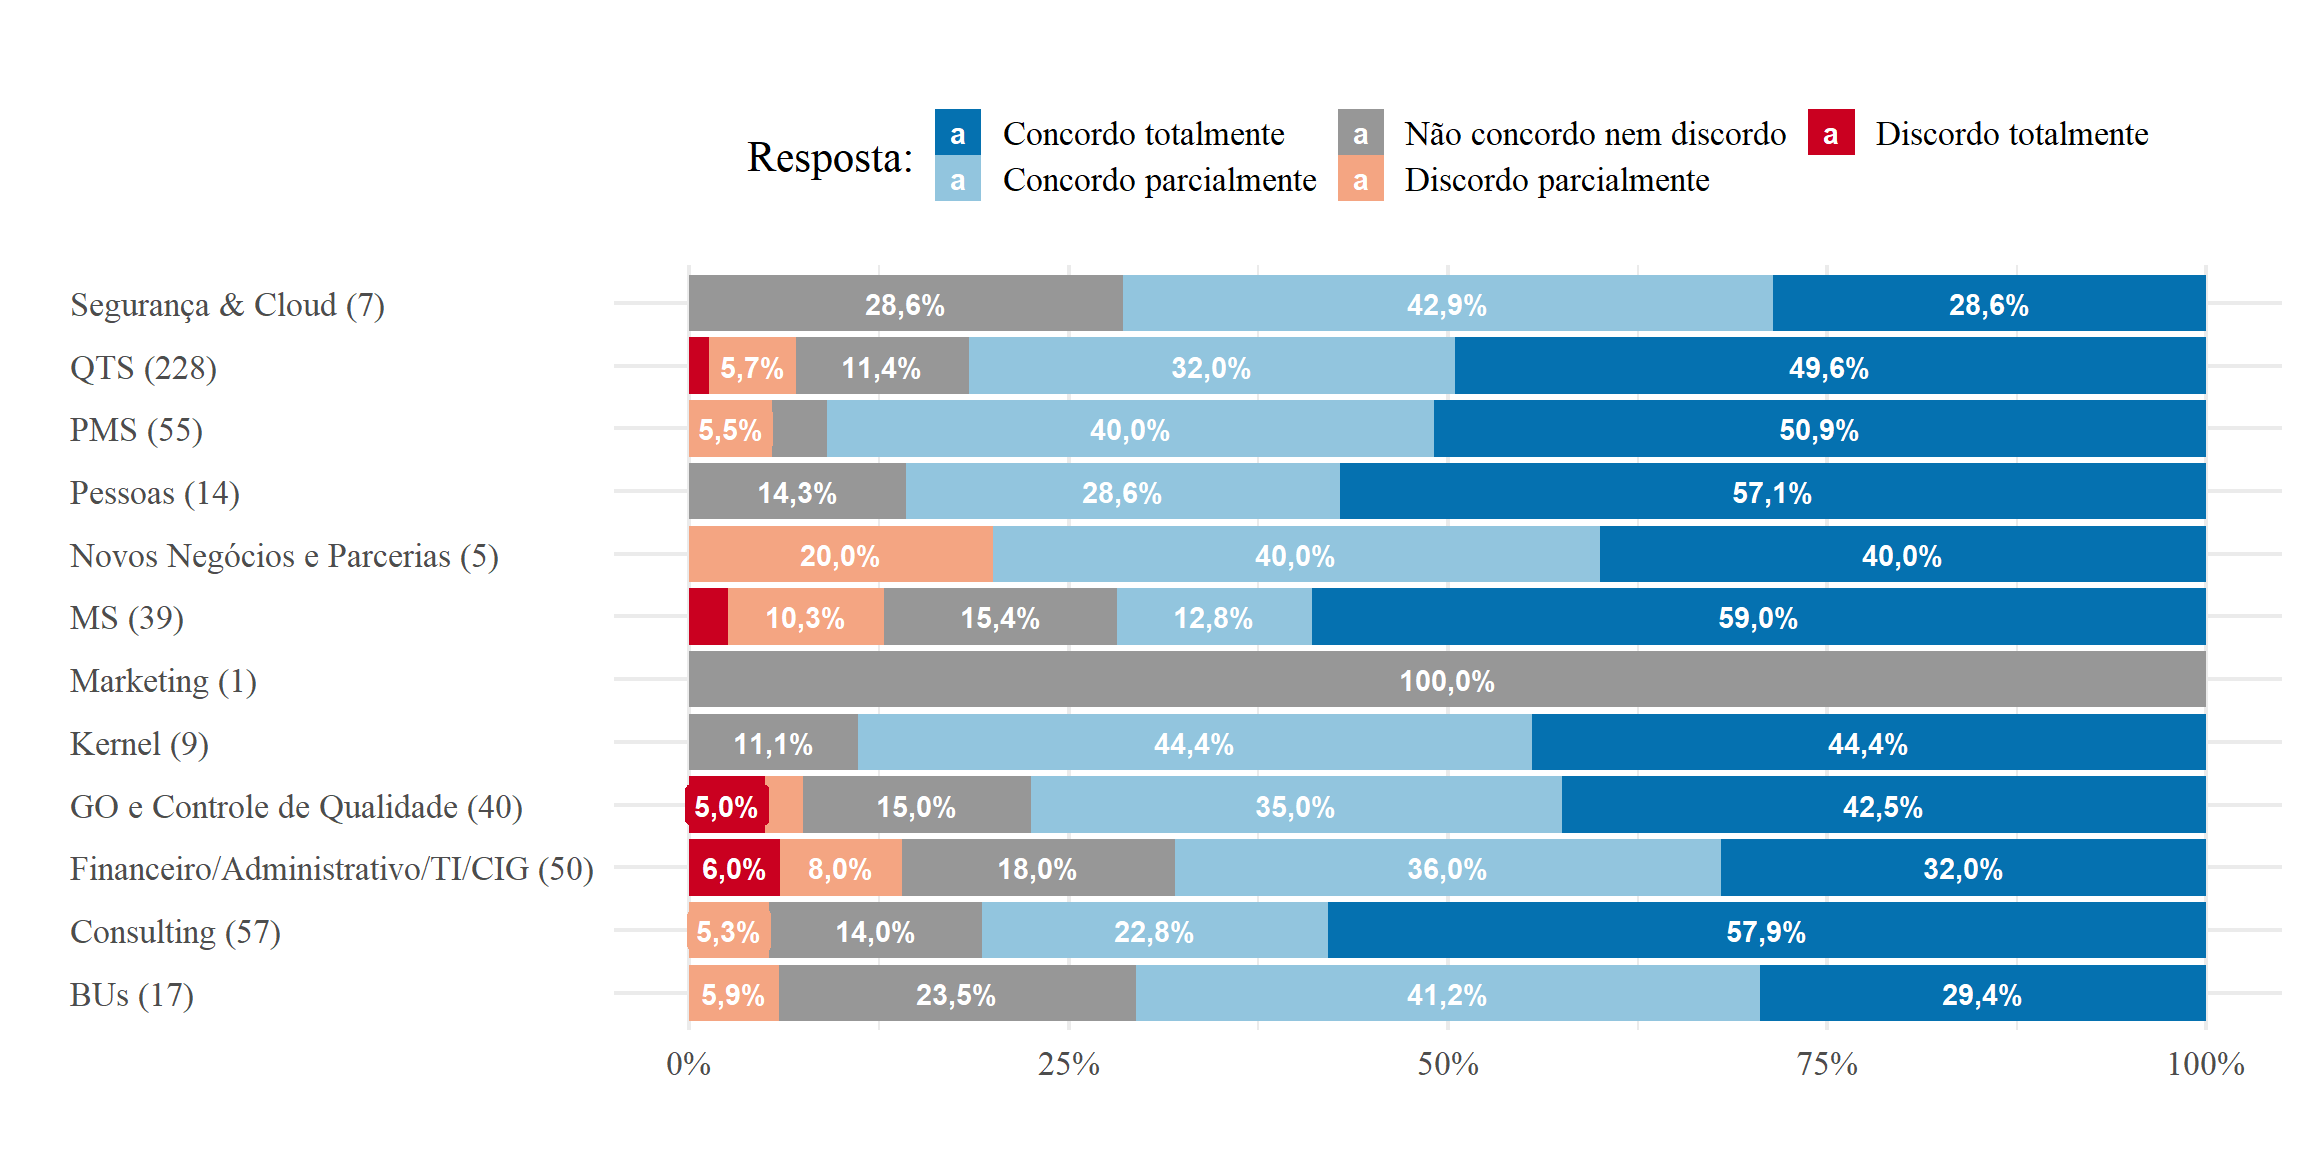 Resposta:
a Concordo totalmente
a Concordo parcialmente
a Não concordo nem discordo
a Discordo parcialmente
a Discordo totalmente
Segurança & Cloud (7) 28,6% 42,9% 28,6%
QTS (228) 5,7% 11,4% 32,0% 49,6%
PMS (55) 5,5% 40,0% 50,9%
Pessoas (14) 14,3% 28,6% 57,1%
Novos Negócios e Parcerias (5) 20,0% 40,0% 40,0%
MS (39) 10,3% 15,4% 12,8% 59,0%
Marketing (1) 100,0%
Kernel (9) 11,1% 44,4% 44,4%
GO e Controle de Qualidade (40) 5,0% 15,0% 35,0% 42,5%
Financeiro/Administrativo/TI/CIG (50) 6,0% 8,0% 18,0% 36,0% 32,0%
Consulting (57) 5,3% 14,0% 22,8% 57,9%
BUs (17) 5,9% 23,5% 41,2% 29,4%
0% 25% 50% 75% 100%